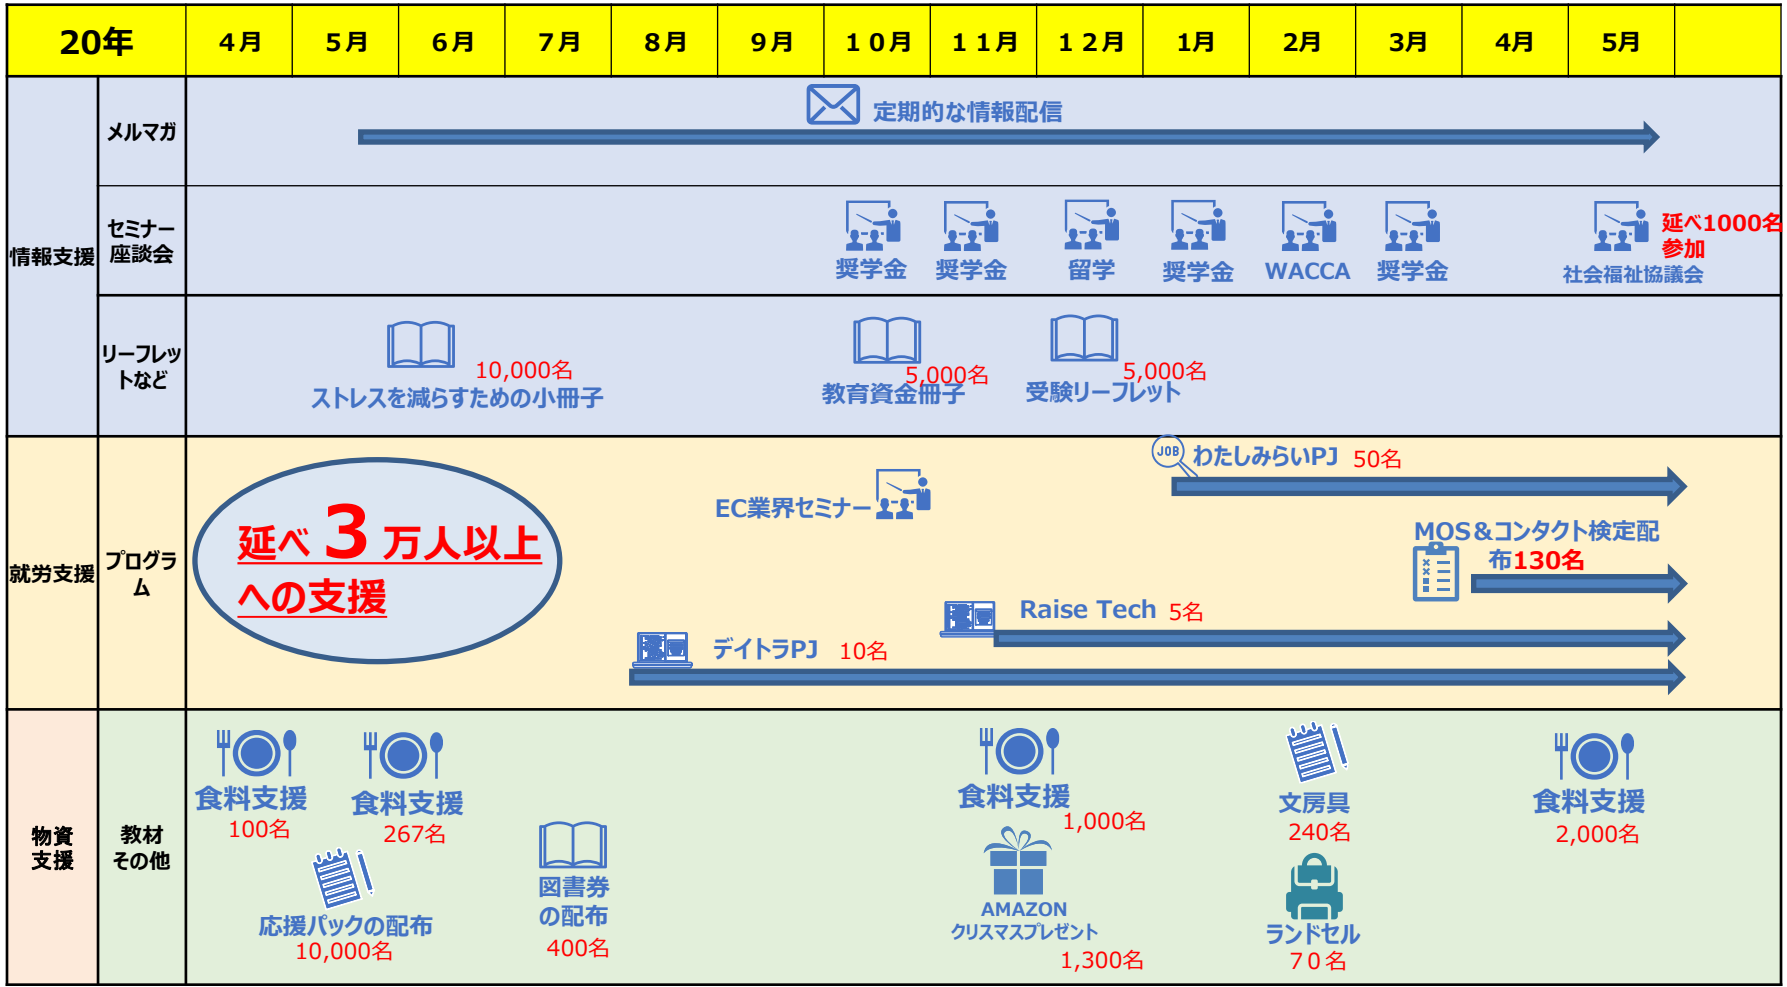 20年
4月
5月
6月
7月
8月
9月
10月
11月
12月
1月
2月
3月
4月
5月
情報支援
メルマガ
定期的な情報配信
セミナー
座談会
奨学金
奨学金
留学
奨学金
WACCA
奨学金
社会福祉協議会
延べ1000名
参加
リーフレッ
トなど
10,000名
ストレスを減らすための小冊子
5,000名
教育資金冊子
5,000名
受験リーフレット
就労支援
プログラ
ム
延べ3万人以上
への支援
EC業界セミナー
JOB
わたしみらいPJ 50名
MOS&コンタクト検定配
布130名
Raise Tech 5名
デイトラPJ 10名
物資
支援
教材
その他
食料支援
100名
食料支援
267名
応援パックの配布
10,000名
図書券
の配布
400名
食料支援
1,000名
AMAZON
クリスマスプレゼント
1,300名
文房具
240名
ランドセル
70名
食料支援
2,000名